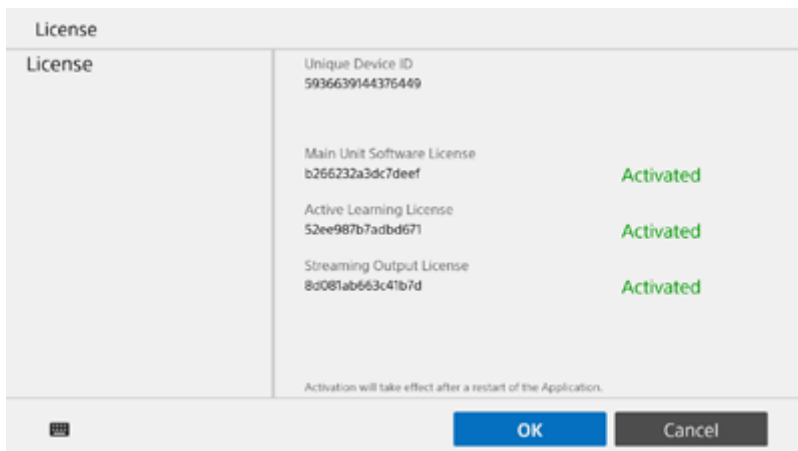 License
License
Unique Device ID
5936639144376449
Main Unit Software License
b266232a3dc7deef
Activated
Active Learning License
52ee987b7adbd671
Activated
Streaming Output License
8d081ab663c41b7d
Activated
Activation will take effect after a restart of the Application.
OK
Cancel